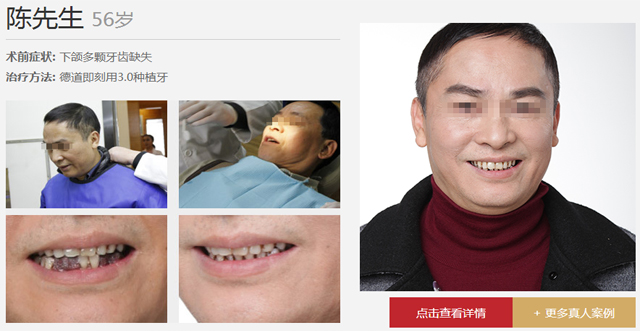 陈先生 56岁
术前症状: 下颌多颗牙齿缺失
治疗方法: 德道即刻用3.0种植牙
点击查看详情
+ 更多真人案例